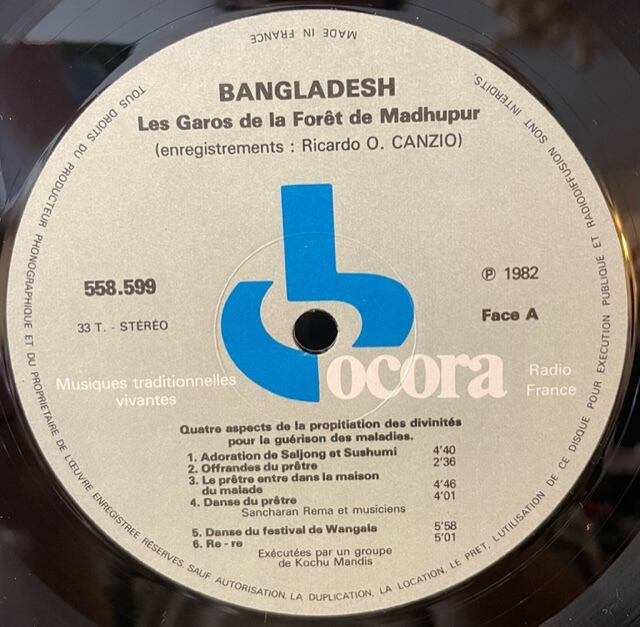 MADE IN FRANCE
BANGLADESH
Les Garos de la Forêt de Madhupur
(enregistrements : Ricardo O. CANZIO)
558.599
℗ 1982
33 T. - STÉRÉO
Face A
ocora
Musiques traditionnelles
vivantes
Radio
France
Quatre aspects de la propitiation des divinités
pour la guérison des maladies.
1. Adoration de Saljong et Sushumi 4'40
2. Offrandes du prêtre 2'36
3. Le prêtre entre dans la maison
du malade 4'46
4. Danse du prêtre 4'01
Sancharan Rema et musiciens
5. Danse du festival de Wangala 5'58
6. Re - re 5'01
Exécutées par un groupe
de Kochu Mandis
TOUS DROITS DU PRODUCTEUR PHONOGRAPHIQUE ET DU PROPRIETAIRE DE L'ŒUVRE ENREGISTREE RÉSERVÉS. SAUF AUTORISATION, LA DUPLICATION, LA LOCATION, LE PRET, L'UTILISATION DE CE DISQUE POUR EXECUTION PUBLIQUE ET RADIODIFFUSION SONT INTERDITS.